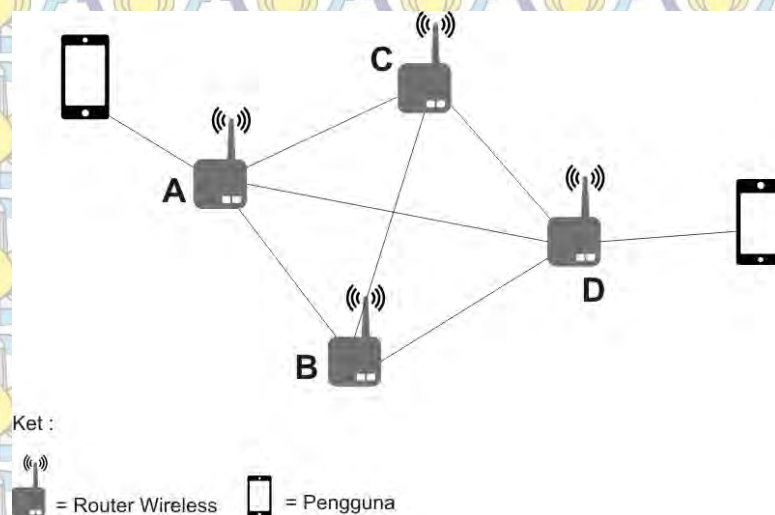 C
A
D
B
Ket :
= Router Wireless
= Pengguna